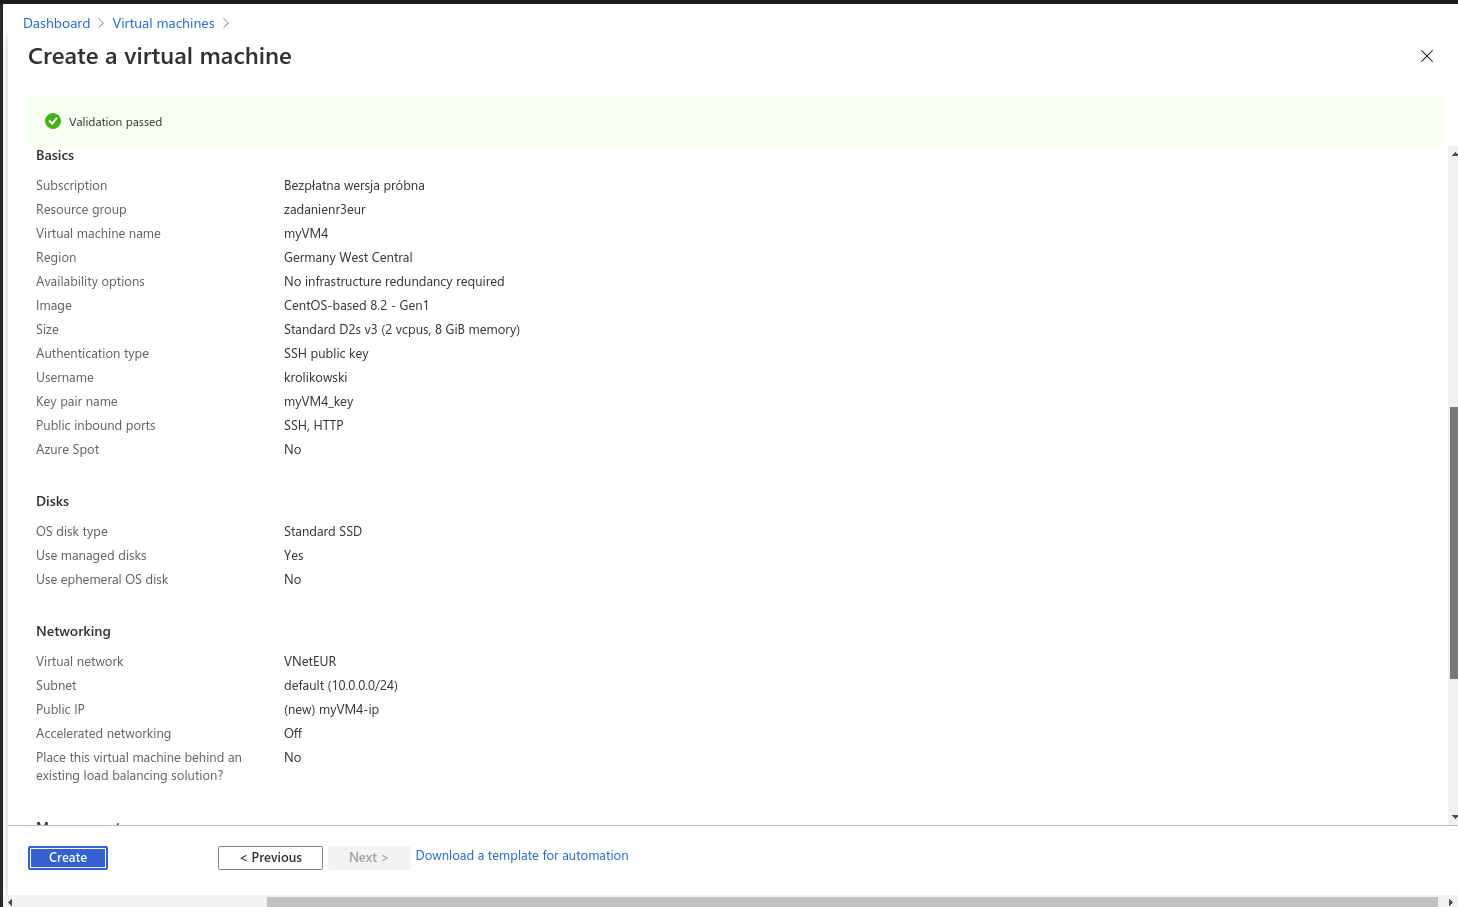 Dashboard > Virtual machines >
Create a virtual machine
Validation passed
Basics
Subscription Bezpłatna wersja próbna
Resource group zadanienr3eur
Virtual machine name myVM4
Region Germany West Central
Availability options No infrastructure redundancy required
Image CentOS-based 8.2 - Gen1
Size Standard D2s v3 (2 vcpus, 8 GiB memory)
Authentication type SSH public key
Username krolikowski
Key pair name myVM4_key
Public inbound ports SSH, HTTP
Azure Spot No
Disks
OS disk type Standard SSD
Use managed disks Yes
Use ephemeral OS disk No
Networking
Virtual network VNetEUR
Subnet default (10.0.0.0/24)
Public IP (new) myVM4-ip
Accelerated networking Off
Place this virtual machine behind an No
existing load balancing solution?
Create < Previous Next > Download a template for automation